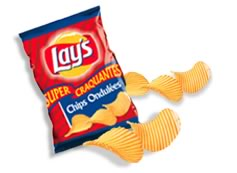 Lay's
SUPER CRAQUANTES
Chips Ondulées